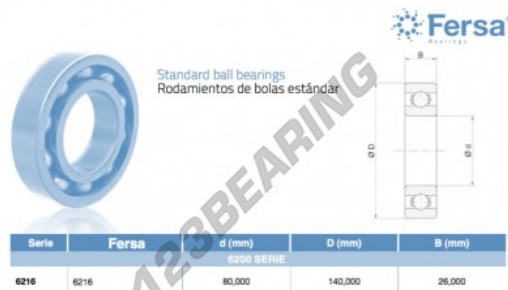 Fersa
Bearings
Standard ball bearings
Rodamientos de bolas estándar
B
Ø D
Ø d
123BEARING
Serie Fersa d (mm) D (mm) B (mm)
6200 SERIE
6216 6216 80,000 140,000 26,000